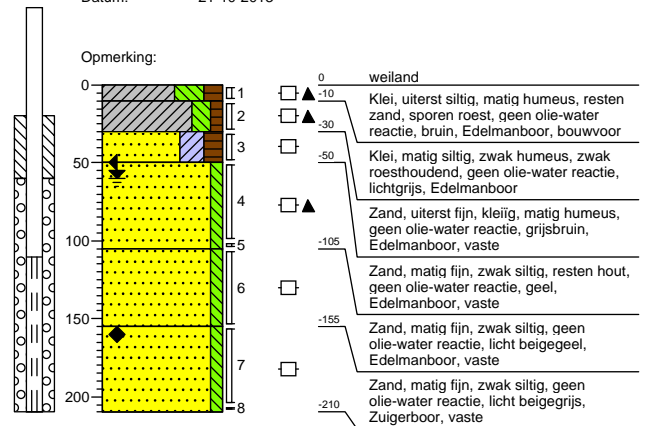 Opmerking:
0
50
100
150
200
1
2
3
4
5
6
7
8
0 weiland
-10
Klei, uiterst siltig, matig humeus, resten
zand, sporen roest, geen olie-water
reactie, bruin, Edelmanboor, bouwvoor
-30
Klei, matig siltig, zwak humeus, zwak
roesthoudend, geen olie-water reactie,
lichtgrijs, Edelmanboor
-50
Zand, uiterst fijn, kleiïg, matig humeus,
geen olie-water reactie, grijsbruin,
Edelmanboor, vaste
-105
Zand, matig fijn, zwak siltig, resten hout,
geen olie-water reactie, geel,
Edelmanboor, vaste
-155
Zand, matig fijn, zwak siltig, geen
olie-water reactie, licht beigegeel,
Edelmanboor, vaste
-210
Zand, matig fijn, zwak siltig, geen
olie-water reactie, licht beigegrijs,
Zuigerboor, vaste